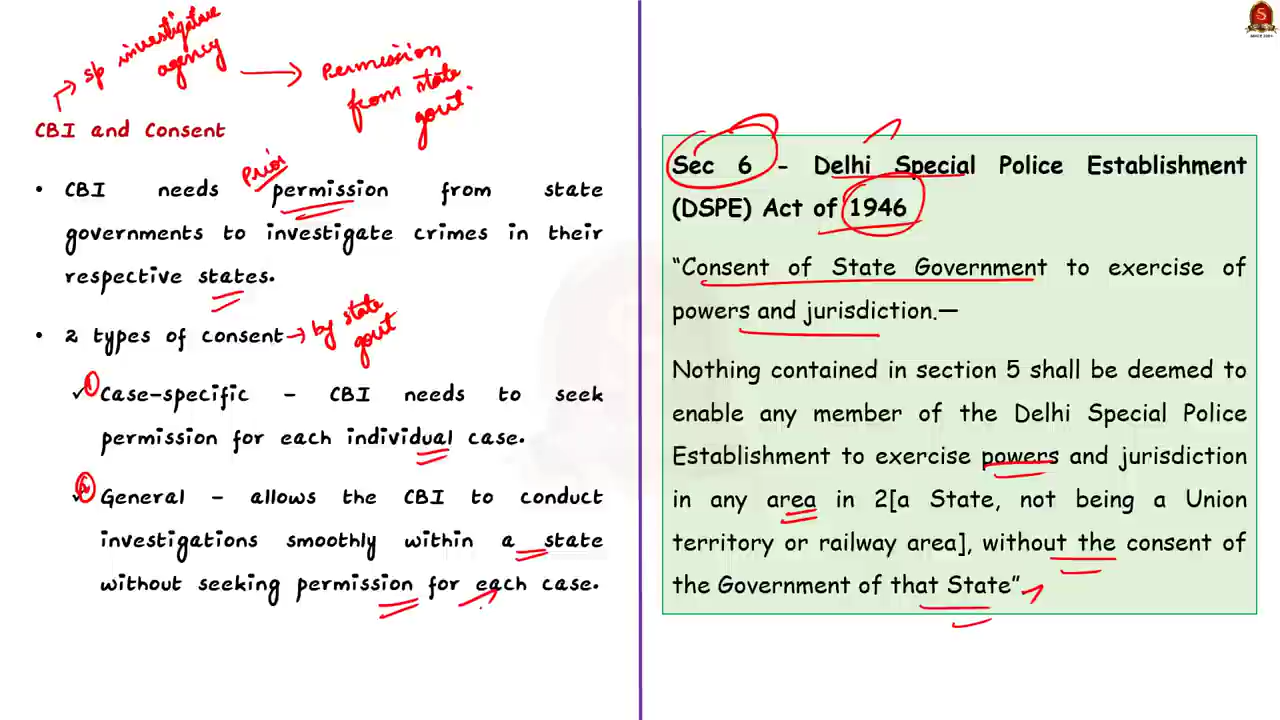 sp investigative
agency
Permission
from state
govt.
CBI and Consent
Prior
• CBI needs permission from state
governments to investigate crimes in their
respective states.
• 2 types of consent → by state
govt
✓ ① Case-specific – CBI needs to seek
permission for each individual case.
✓ ② General – allows the CBI to conduct
investigations smoothly within a state
without seeking permission for each case.
S
SINCE 2004
Sec 6 - Delhi Special Police Establishment
(DSPE) Act of 1946
“Consent of State Government to exercise of
powers and jurisdiction.—
Nothing contained in section 5 shall be deemed to
enable any member of the Delhi Special Police
Establishment to exercise powers and jurisdiction
in any area in 2[a State, not being a Union
territory or railway area], without the consent of
the Government of that State”